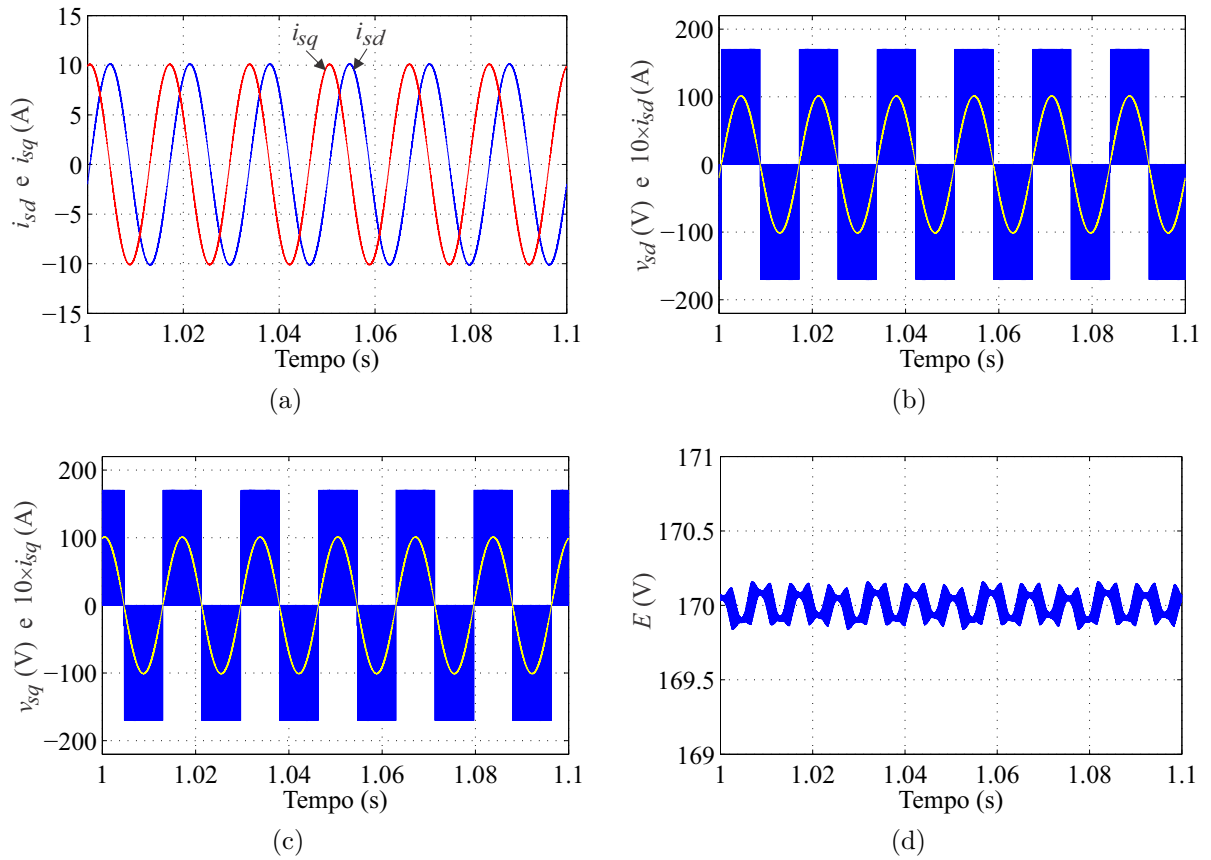 (a)
i_sd e i_sq (A)
15
10
5
0
−5
−10
−15
i_sq
i_sd
1 1.02 1.04 1.06 1.08 1.1
Tempo (s)
(b)
v_sd (V) e 10×i_sd (A)
200
100
0
−100
−200
1 1.02 1.04 1.06 1.08 1.1
Tempo (s)
(c)
v_sq (V) e 10×i_sq (A)
200
100
0
−100
−200
1 1.02 1.04 1.06 1.08 1.1
Tempo (s)
(d)
E (V)
171
170.5
170
169.5
169
1 1.02 1.04 1.06 1.08 1.1
Tempo (s)